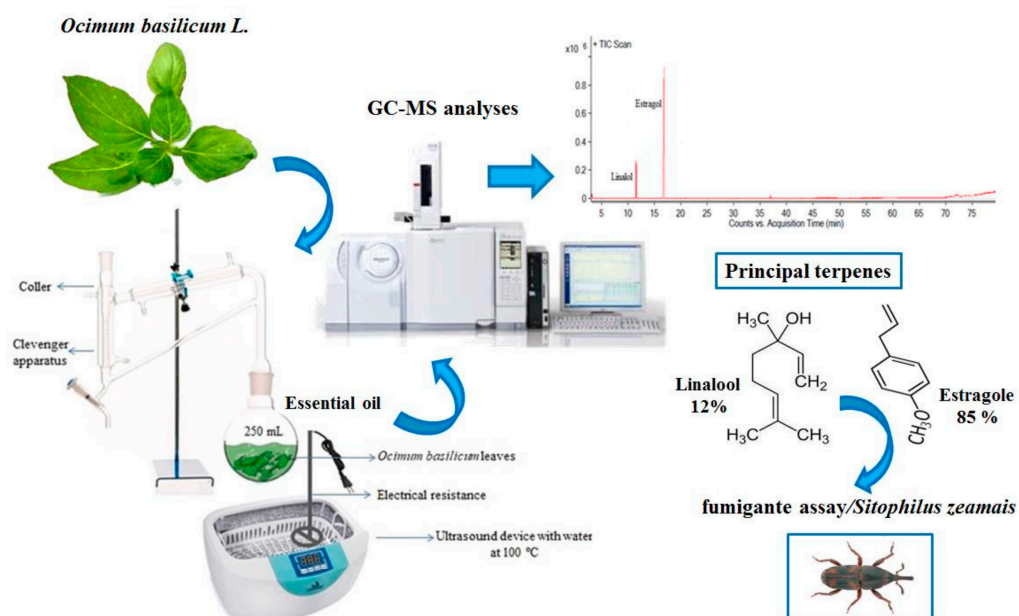 Ocimum basilicum L.
GC-MS analyses
x10 6
+ TIC Scan
0.8
0.6
0.4
0.2
0
Estragol
Linalol
5 10 15 20 25 30 35 40 45 50 55 60 65 70 75
Counts vs. Acquisition Time (min)
Coller
Clevenger
apparatus
Essential oil
250 mL
Ocimum bazilicum leaves
Electrical resistance
Ultrasound device with water
at 100 ºC
Principal terpenes
H₃C OH
CH₂
H₃C CH₃
Linalool
12%
OCH₃
Estragole
85 %
fumigante assay/Sitophilus zeamais